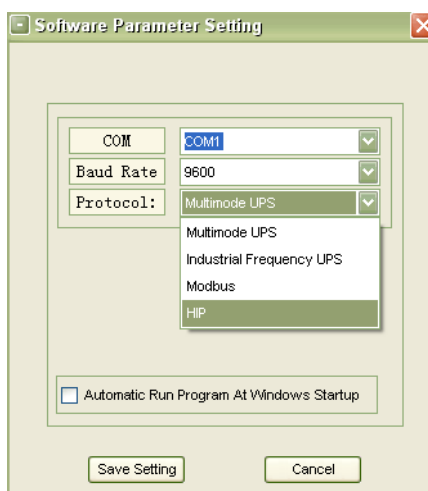 Software Parameter Setting
COM
COM1
Baud Rate
9600
Protocol:
Multimode UPS
Multimode UPS
Industrial Frequency UPS
Modbus
HIP
Automatic Run Program At Windows Startup
Save Setting
Cancel